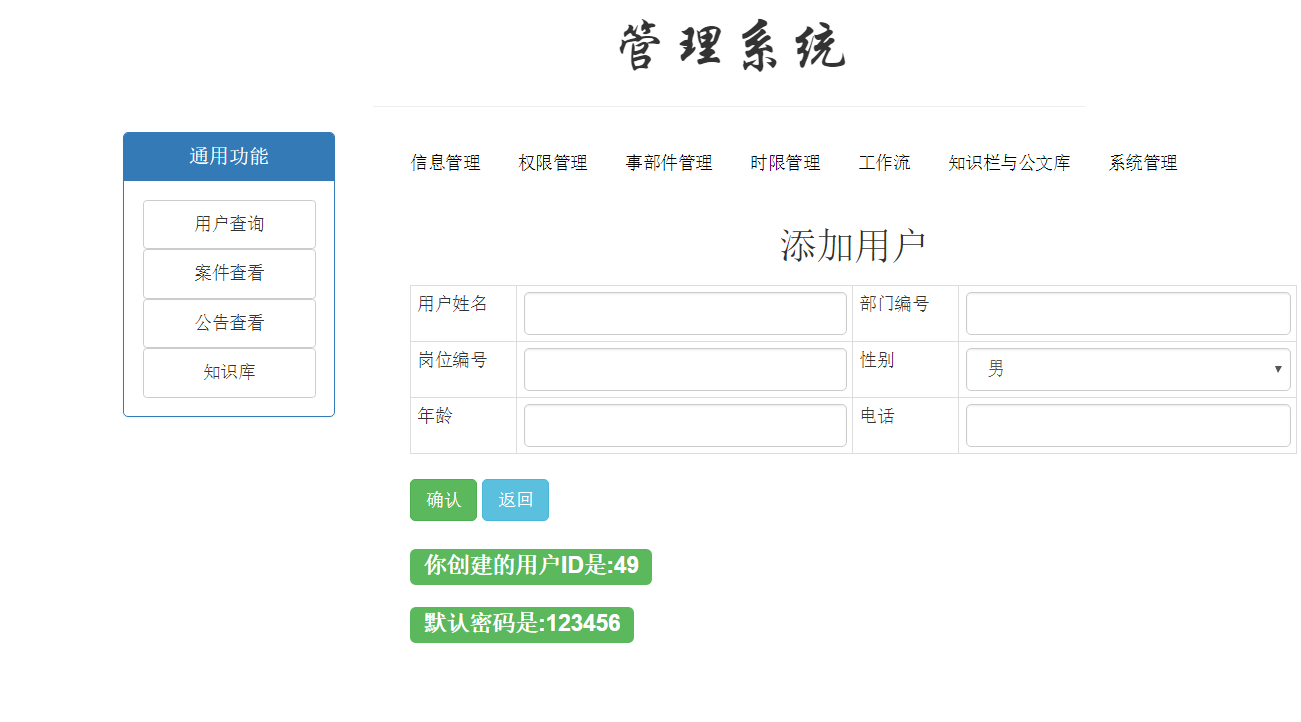 管理系统
通用功能
用户查询
案件查看
公告查看
知识库
信息管理 权限管理 事部件管理 时限管理 工作流 知识栏与公文库 系统管理
添加用户
用户姓名 部门编号
岗位编号 性别 男
年龄 电话
确认 返回
你创建的用户ID是:49
默认密码是:123456